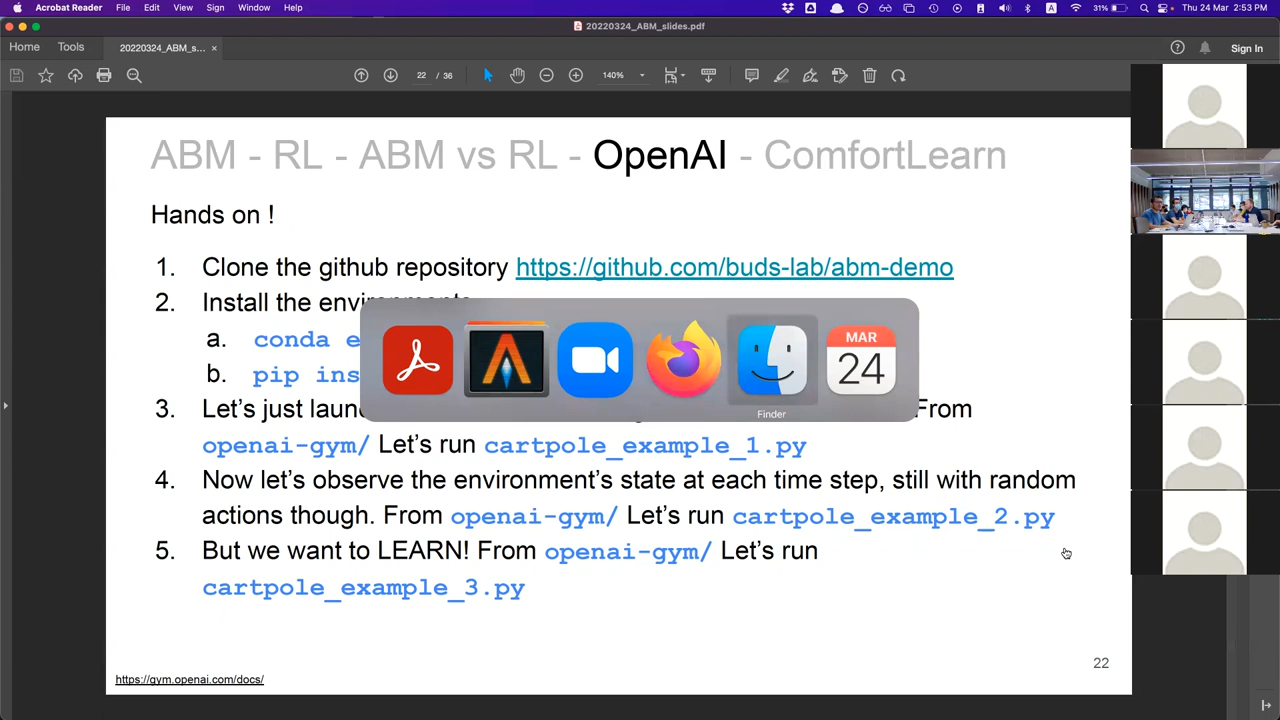 Acrobat Reader File Edit View Sign Window Help A 31% Thu 24 Mar 2:53 PM
20220324_ABM_slides.pdf
Home Tools 20220324_ABM_s... × Sign In
22 / 36 140%
ABM - RL - ABM vs RL - OpenAI - ComfortLearn
Hands on !
1. Clone the github repository https://github.com/buds-lab/abm-demo
2. Install the environments
a. conda e
b. pip ins
MAR
24
Finder
3. Let's just laun From
openai-gym/ Let's run cartpole_example_1.py
4. Now let's observe the environment's state at each time step, still with random
actions though. From openai-gym/ Let's run cartpole_example_2.py
5. But we want to LEARN! From openai-gym/ Let's run
cartpole_example_3.py
22
https://gym.openai.com/docs/